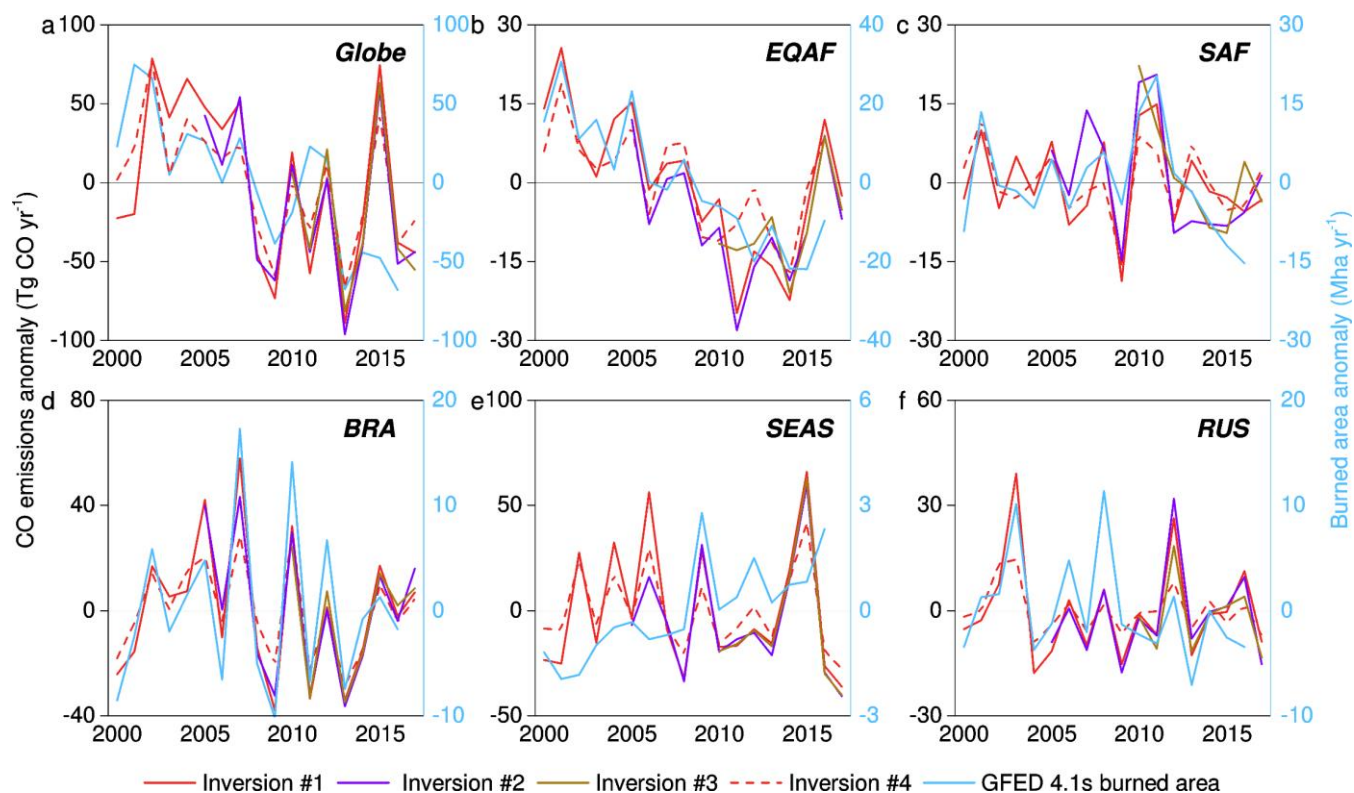 CO emissions anomaly (Tg CO yr-1)
Burned area anomaly (Mha yr-1)
a
Globe
100
50
0
-50
-100
100
50
0
-50
-100
2000 2005 2010 2015
b
EQAF
30
15
0
-15
-30
40
20
0
-20
-40
2000 2005 2010 2015
c
SAF
30
15
0
-15
-30
30
15
0
-15
-30
2000 2005 2010 2015
d
BRA
80
40
0
-40
20
10
0
-10
2000 2005 2010 2015
e
SEAS
100
50
-0
-50
6
3
0
-3
2000 2005 2010 2015
f
RUS
60
30
-0
-30
20
10
0
-10
2000 2005 2010 2015
Inversion #1 Inversion #2 Inversion #3 Inversion #4 GFED 4.1s burned area